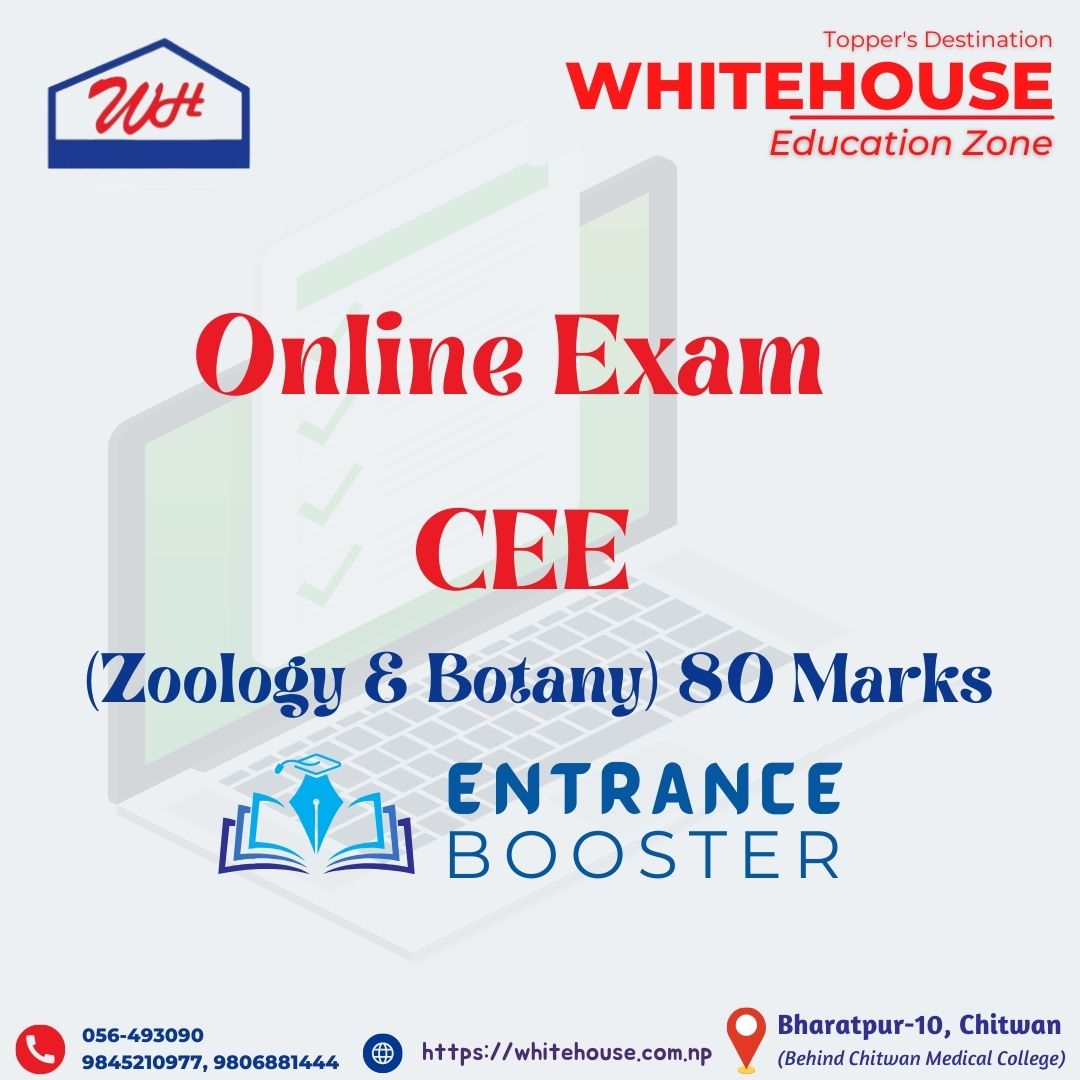 WH
Topper's Destination
WHITEHOUSE
Education Zone
Online Exam
CEE
(Zoology & Botany) 80 Marks
ENTRANCE
BOOSTER
056-493090
9845210977, 9806881444
https://whitehouse.com.np
Bharatpur-10, Chitwan
(Behind Chitwan Medical College)